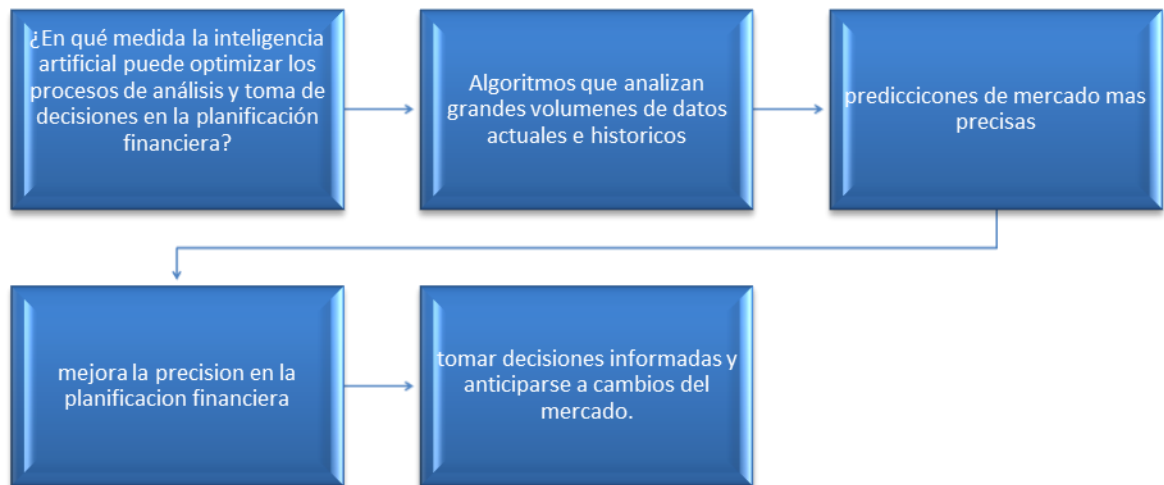 ¿En qué medida la inteligencia
artificial puede optimizar los
procesos de análisis y toma de
decisiones en la planificación
financiera?
Algoritmos que analizan
grandes volumenes de datos
actuales e historicos
prediccicones de mercado mas
precisas
mejora la precision en la
planificacion financiera
tomar decisiones informadas y
anticiparse a cambios del
mercado.